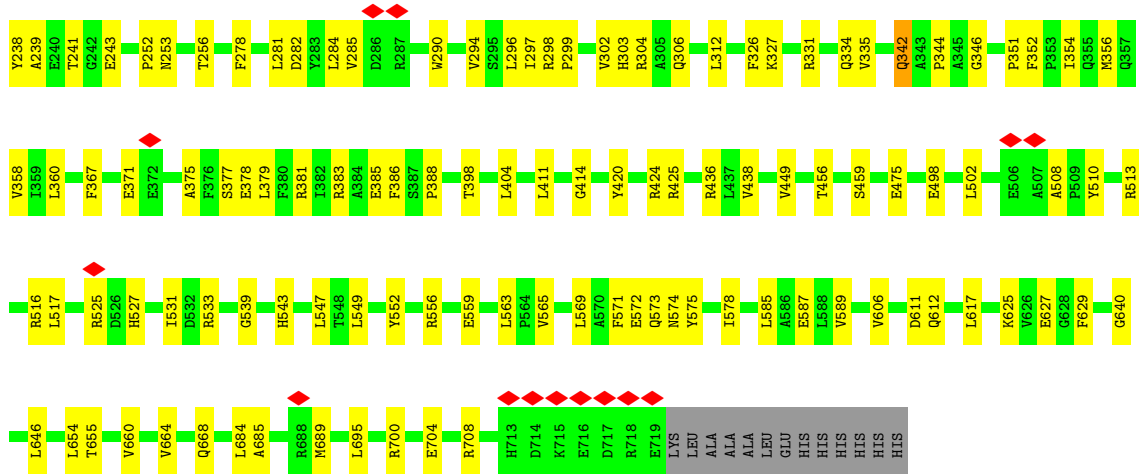 Y238 A239 E240 T241 G242 E243 P252 N253 T256 F278 L281 D282 Y283 L284 V285 D286 R287 W290 V294 S295 L296 I297 R298 P299 V302 H303 R304 A305 Q306 L312 F326 K327 R331 Q334 V335 Q342 A343 P344 A345 G346 P351 F352 P353 I354 Q355 M356 Q357
V358 I359 L360 F367 E371 E372 A375 F376 S377 E378 L379 F380 R381 I382 R383 A384 E385 F386 S387 P388 T398 L404 L411 G414 Y420 R424 R425 R436 L437 V438 V449 T456 S459 E475 E498 L502 E506 A507 A508 P509 Y510 R513
R516 L517 R525 D526 H527 I531 D532 R533 G539 H543 L547 T548 L549 Y552 R556 E559 L563 P564 V565 L569 A570 F571 E572 Q573 N574 Y575 I578 L585 A586 E587 L588 V589 V606 D611 Q612 L617 K625 V626 E627 G628 F629 G640
L646 L654 T655 V660 V664 Q668 L684 A685 R688 M689 L695 R700 E704 R708 H713 D714 K715 E716 D717 R718 E719 LYS LEU ALA ALA ALA LEU GLU HIS HIS HIS HIS HIS HIS